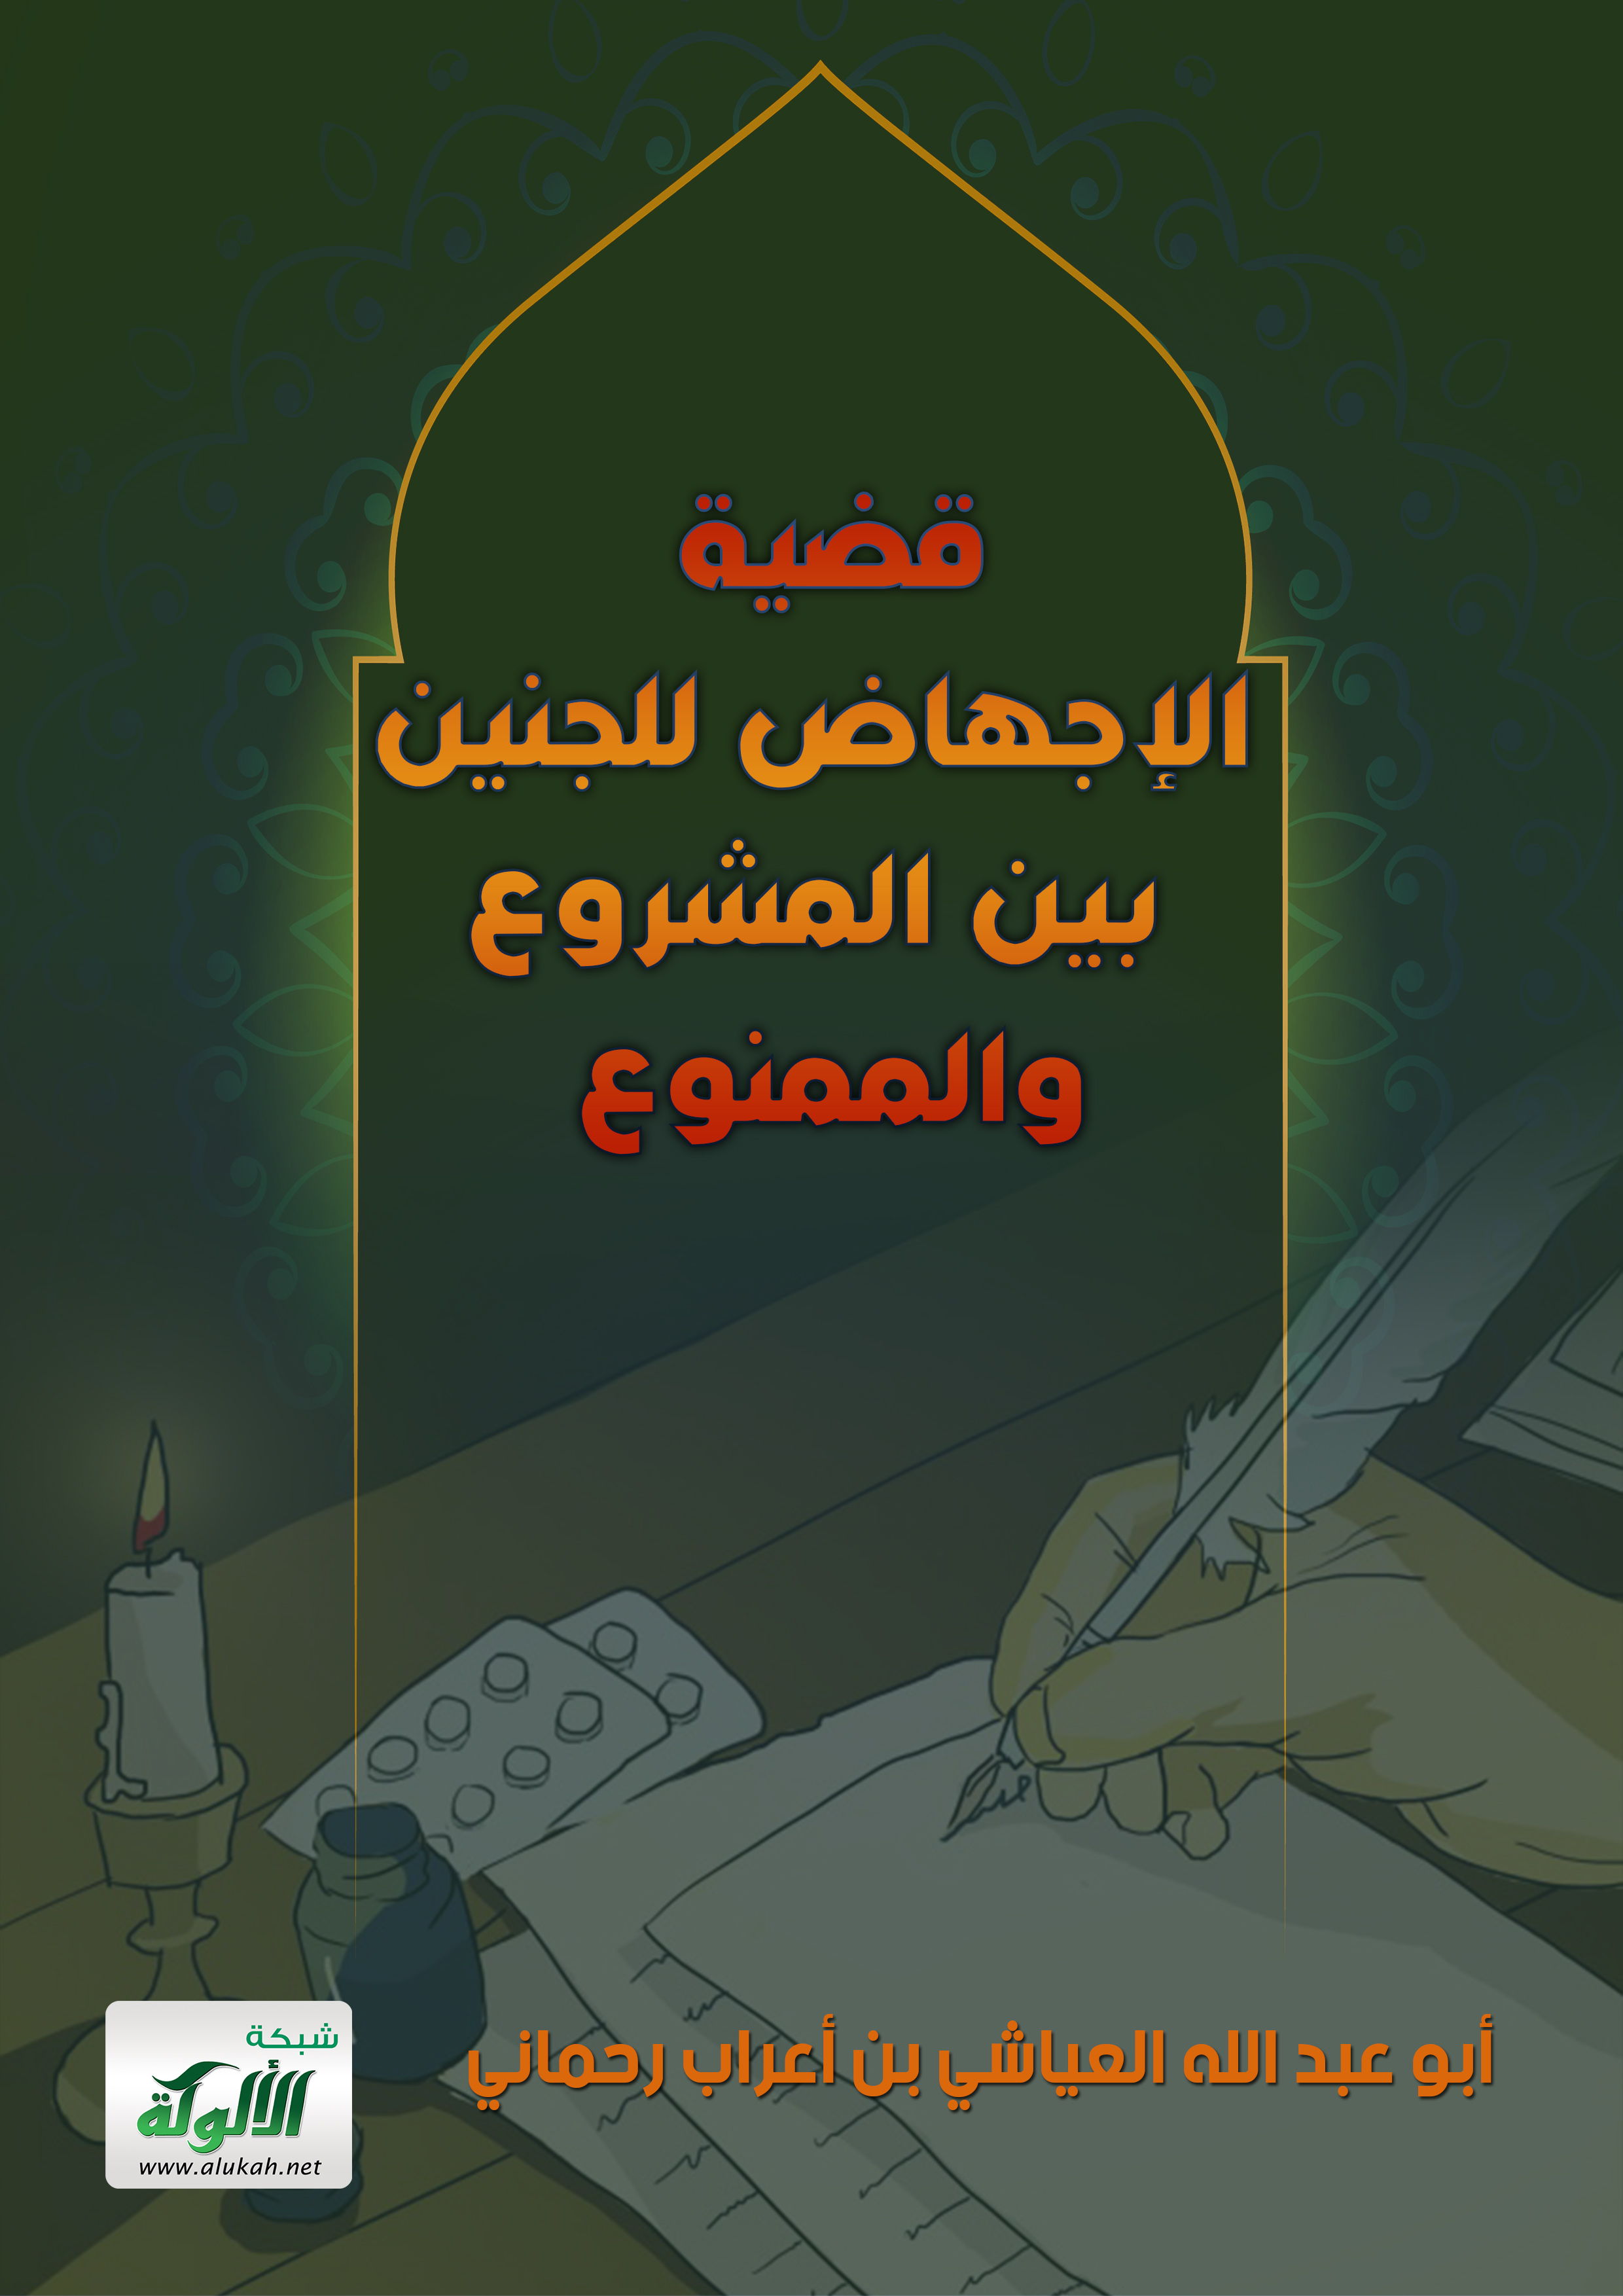 قضية
الإجهاض للجنين
بين المشروع
والممنوع
أبو عبد الله العياشي بن أعراب رحماني
شبكة
الألوكة
www.alukah.net